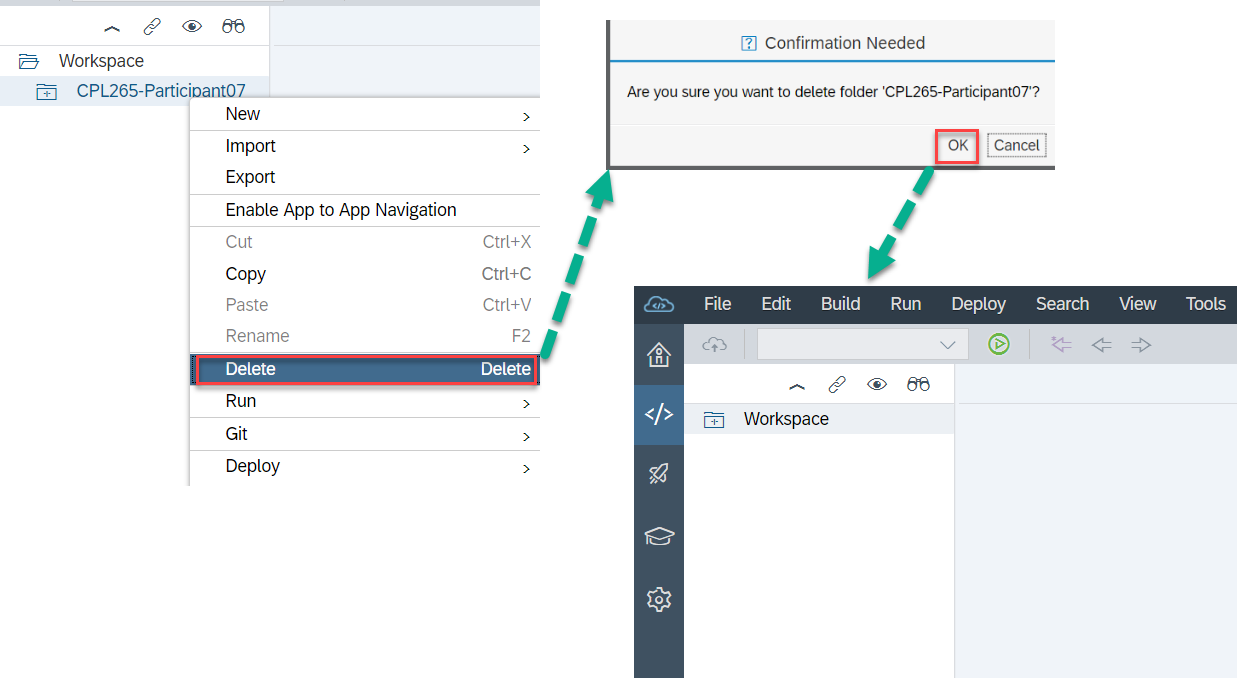 Workspace
CPL265-Participant07
New
Import
Export
Enable App to App Navigation
Cut Ctrl+X
Copy Ctrl+C
Paste Ctrl+V
Rename F2
Delete Delete
Run
Git
Deploy
Confirmation Needed
Are you sure you want to delete folder 'CPL265-Participant07'?
OK Cancel
File Edit Build Run Deploy Search View Tools
Workspace